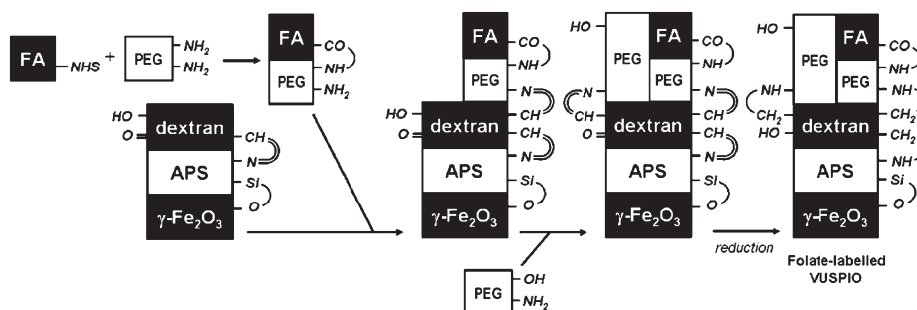 FA
NHS
+
PEG
NH₂
NH₂
FA
CO
NH
PEG
NH₂
HO
O
dextran
CH
N
APS
Si
O
γ-Fe₂O₃
FA
CO
NH
PEG
N
HO
O
CH
dextran
CH
N
APS
Si
O
γ-Fe₂O₃
PEG
OH
NH₂
HO
PEG
FA
CO
NH
PEG
N
N
CH
O
CH
dextran
CH
N
APS
Si
O
γ-Fe₂O₃
reduction
HO
PEG
FA
CO
NH
PEG
NH
NH
CH₂
HO
CH₂
dextran
CH₂
NH
APS
Si
O
γ-Fe₂O₃
Folate-labelled
VUSPIO